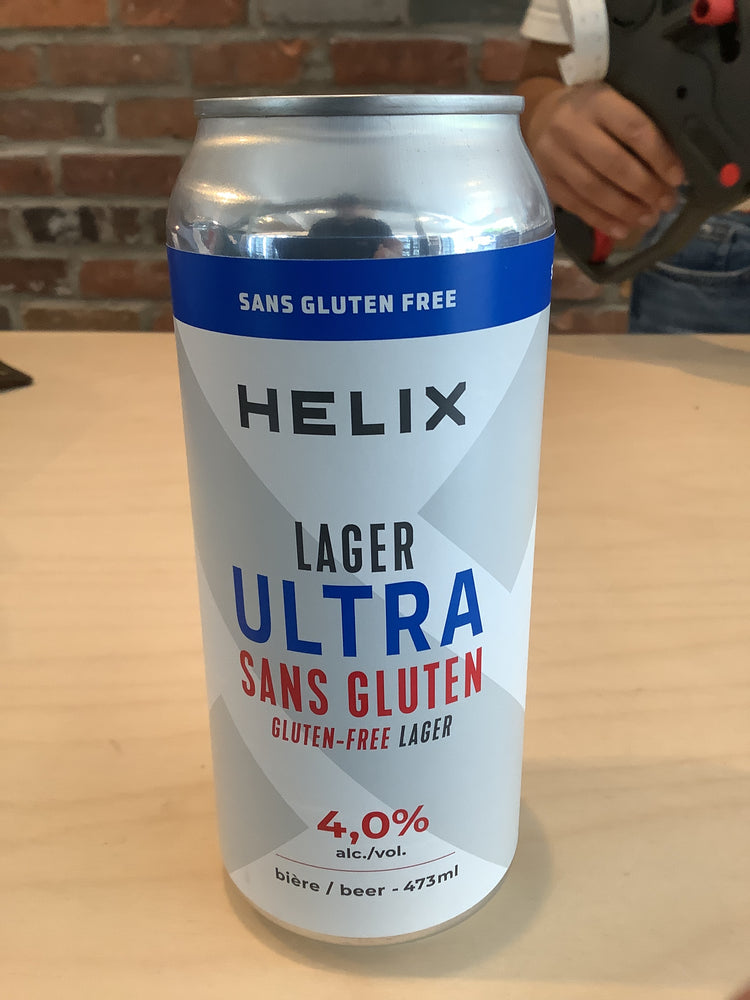 SANS GLUTEN FREE
HELIX
LAGER
ULTRA
SANS GLUTEN
GLUTEN-FREE LAGER
4,0%
alc./vol.
bière / beer - 473ml